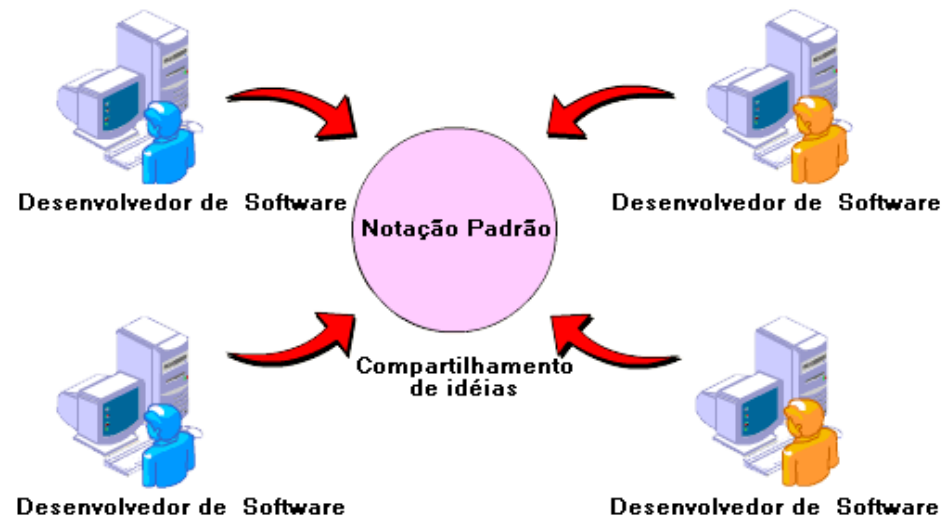 Desenvolvedor de Software
Desenvolvedor de Software
Notação Padrão
Compartilhamento
de idéias
Desenvolvedor de Software
Desenvolvedor de Software